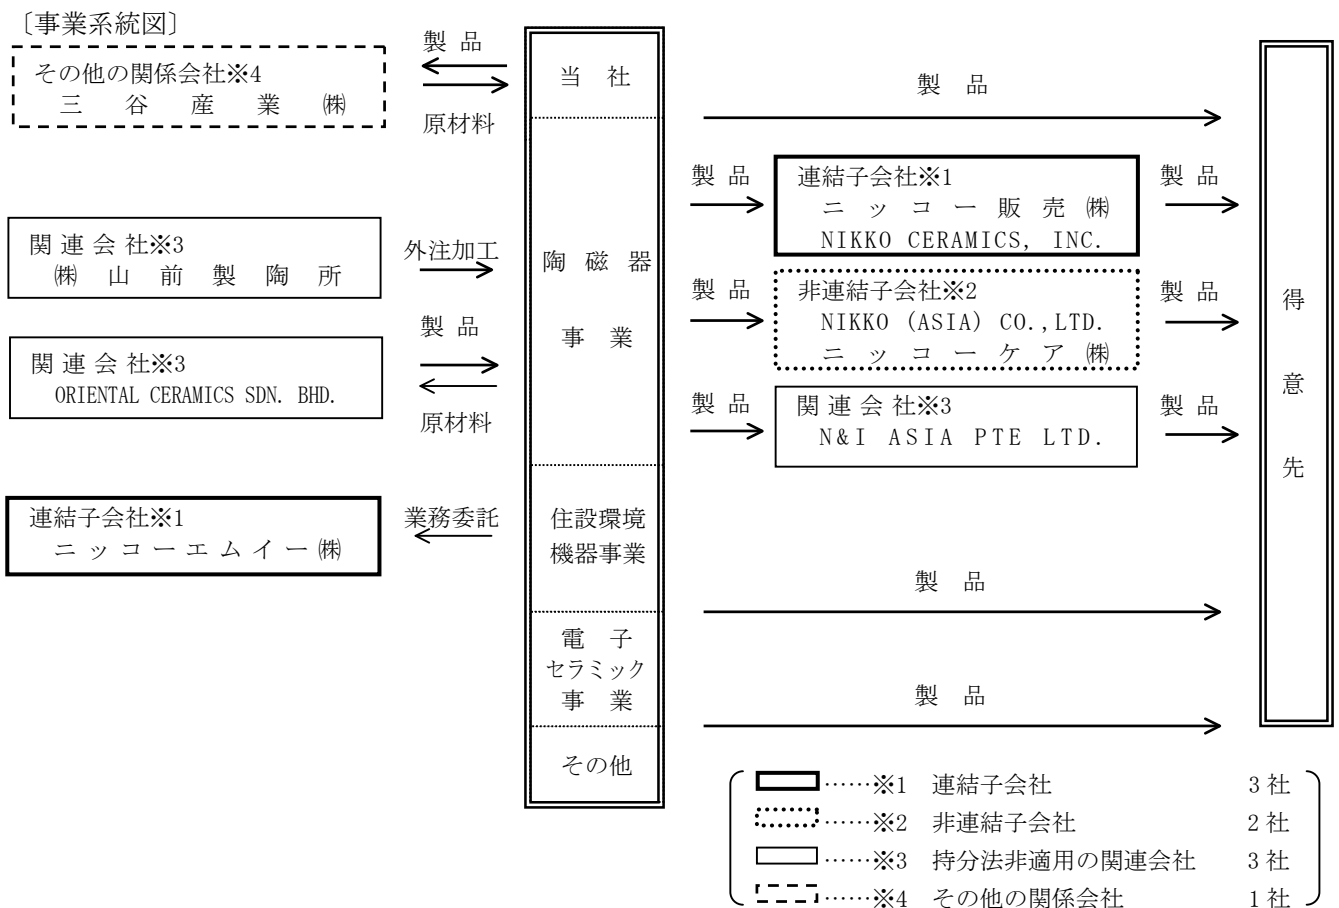 〔事業系統図〕
その他の関係会社※4
三谷産業㈱
製品
原材料
関連会社※3
㈱山前製陶所
外注加工
関連会社※3
ORIENTAL CERAMICS SDN. BHD.
製品
原材料
連結子会社※1
ニッコーエムイー㈱
業務委託
当社
陶磁器
事業
住設環境
機器事業
電子
セラミック
事業
その他
製品
製品
連結子会社※1
ニッコー販売㈱
NIKKO CERAMICS, INC.
製品
製品
非連結子会社※2
NIKKO (ASIA) CO.,LTD.
ニッコーケア㈱
製品
製品
関連会社※3
N&I ASIA PTE LTD.
製品
製品
製品
得意先
……※1 連結子会社 3社
……※2 非連結子会社 2社
……※3 持分法非適用の関連会社 3社
……※4 その他の関係会社 1社